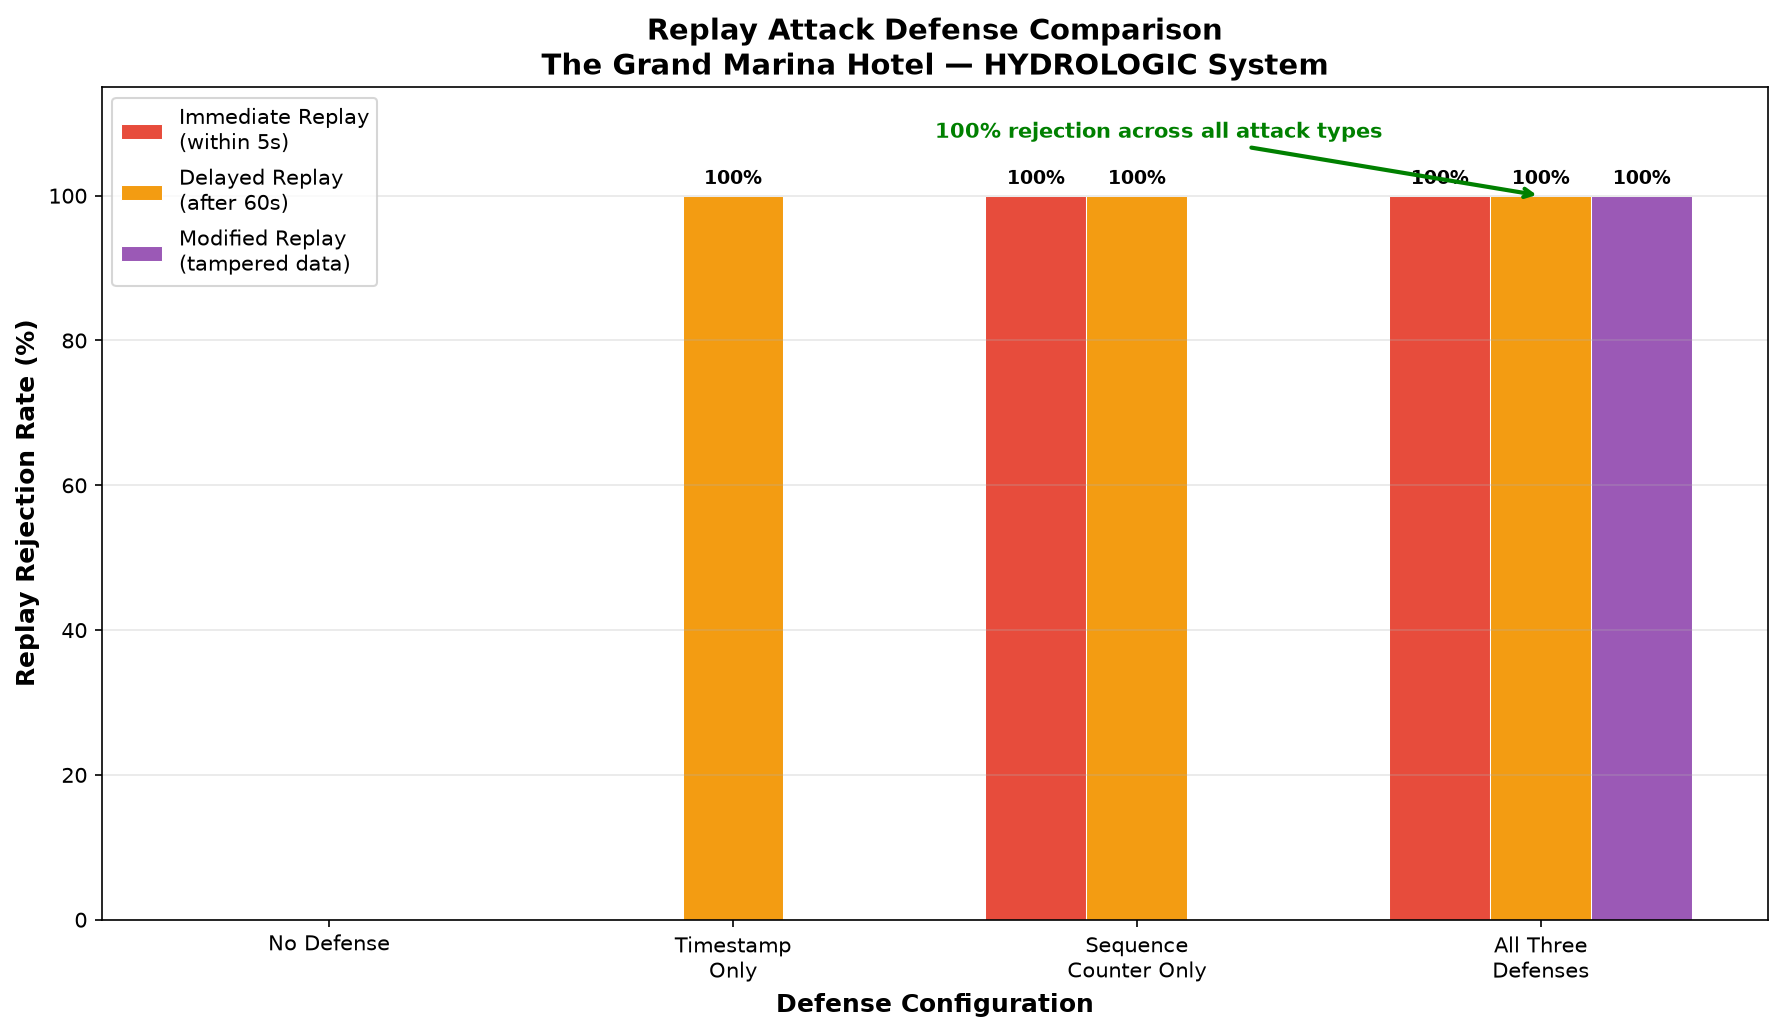 Replay Attack Defense Comparison
The Grand Marina Hotel — HYDROLOGIC System
Immediate Replay
(within 5s)
Delayed Replay
(after 60s)
Modified Replay
(tampered data)
100% rejection across all attack types
100%
100%
100%
100%
100%
100%
Replay Rejection Rate (%)
100
80
60
40
20
0
No Defense
Timestamp
Only
Sequence
Counter Only
All Three
Defenses
Defense Configuration